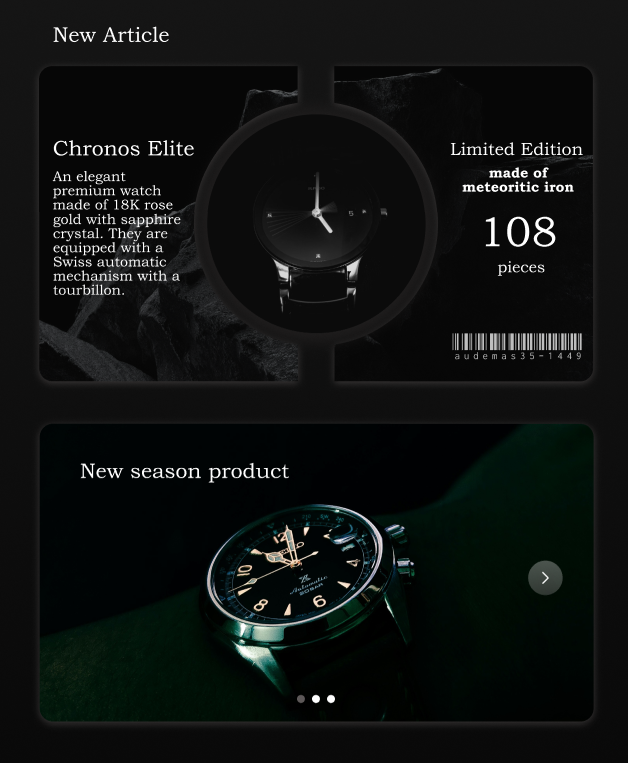 New Article
Chronos Elite
An elegant
premium watch
made of 18K rose
gold with sapphire
crystal. They are
equipped with a
Swiss automatic
mechanism with a
tourbillon.
Limited Edition
made of
meteoritic iron
108
pieces
audemas35-1449
New season product
12
10
8
6
Automatic